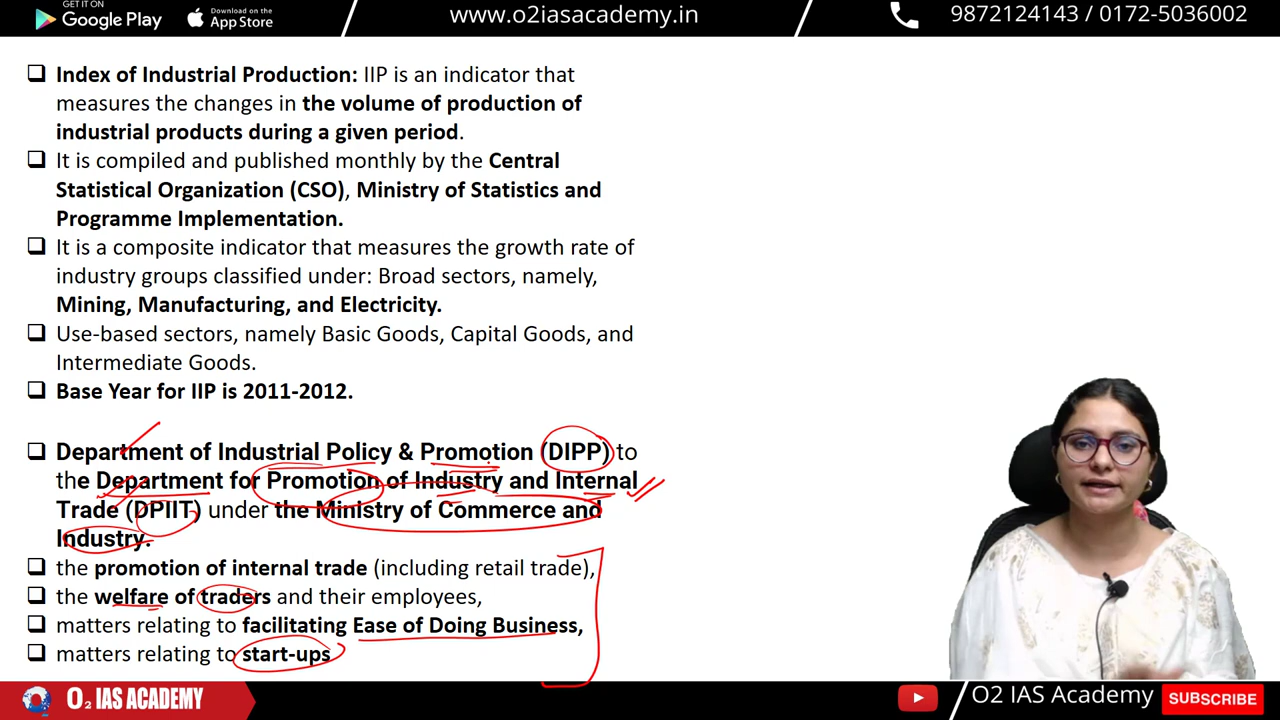 GET IT ON
Google Play
Download on the
App Store
www.o2iasacademy.in
9872124143 / 0172-5036002
Index of Industrial Production: IIP is an indicator that
measures the changes in the volume of production of
industrial products during a given period.
It is compiled and published monthly by the Central
Statistical Organization (CSO), Ministry of Statistics and
Programme Implementation.
It is a composite indicator that measures the growth rate of
industry groups classified under: Broad sectors, namely,
Mining, Manufacturing, and Electricity.
Use-based sectors, namely Basic Goods, Capital Goods, and
Intermediate Goods.
Base Year for IIP is 2011-2012.
Department of Industrial Policy & Promotion (DIPP) to
the Department for Promotion of Industry and Internal
Trade (DPIIT) under the Ministry of Commerce and
Industry.
the promotion of internal trade (including retail trade),
the welfare of traders and their employees,
matters relating to facilitating Ease of Doing Business,
matters relating to start-ups
O2 IAS ACADEMY
O2 IAS Academy
SUBSCRIBE